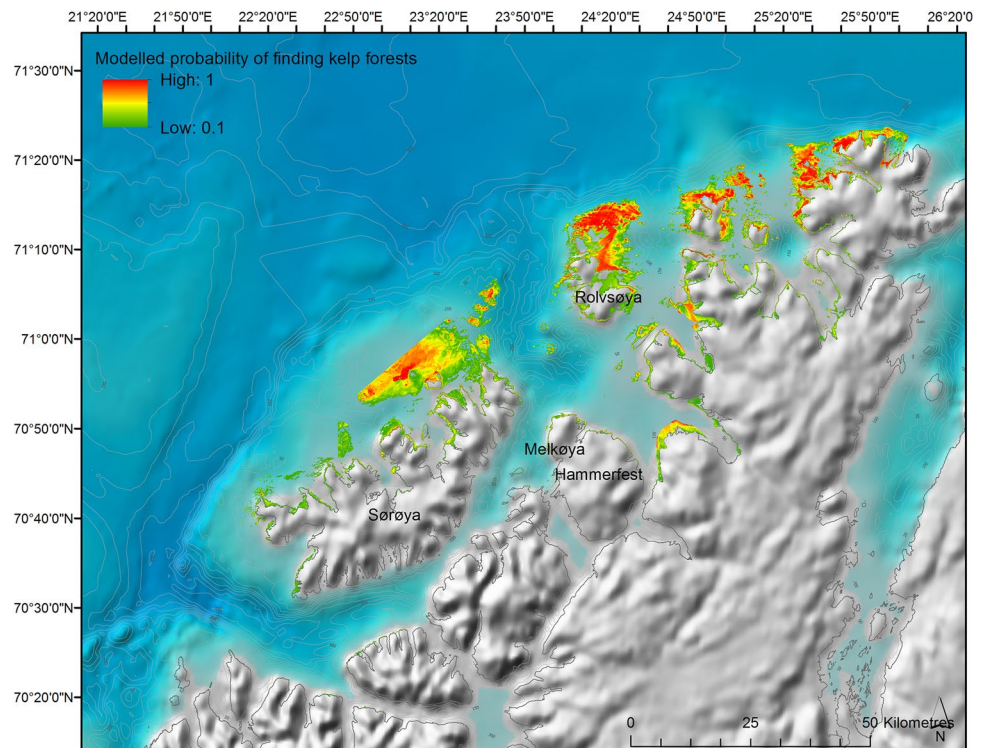 21°20'0"E 21°50'0"E 22°20'0"E 22°50'0"E 23°20'0"E 23°50'0"E 24°20'0"E 24°50'0"E 25°20'0"E 25°50'0"E 26°20'0
Modelled probability of finding kelp forests
High: 1
Low: 0.1
71°30'0"N
71°20'0"N
71°10'0"N
Rolvsøya
71°0'0"N
70°50'0"N
Melkøya
Hammerfest
Sørøya
70°40'0"N
70°30'0"N
70°20'0"N
0 25 50 Kilometres
N